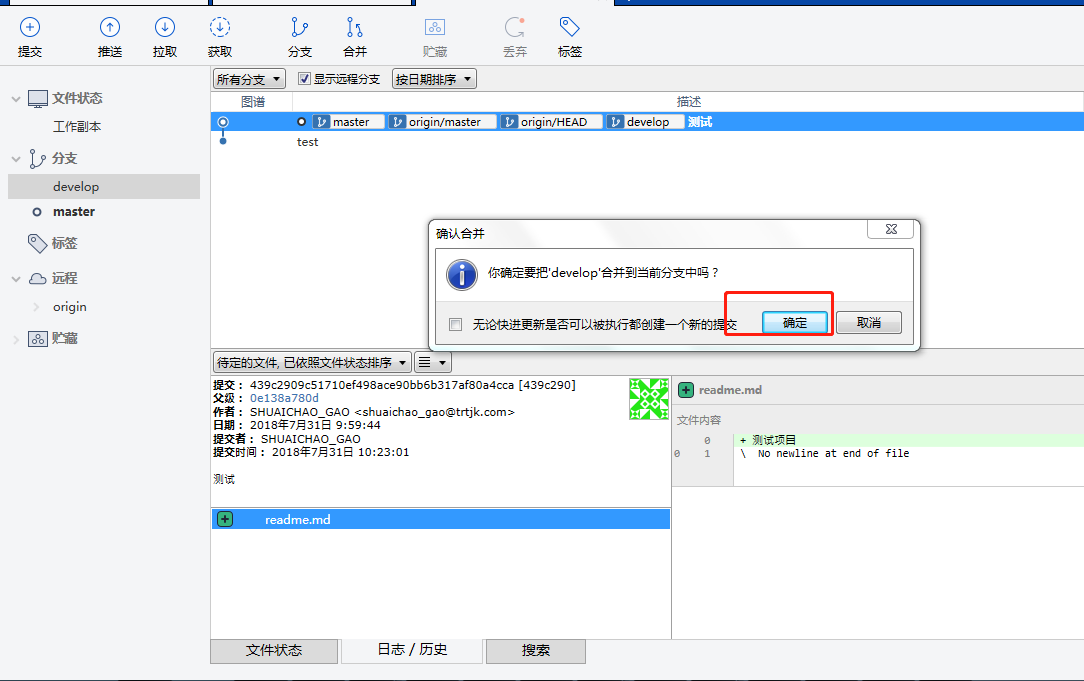 提交 推送 拉取 获取 分支 合并 贮藏 丢弃 标签
文件状态
工作副本
分支
develop
master
标签
远程
origin
贮藏
所有分支 显示远程分支 按日期排序
图谱 描述
master origin/master origin/HEAD develop 测试
test
确认合并
你确定要把'develop'合并到当前分支中吗？
无论快进更新是否可以被执行都创建一个新的提交
确定 取消
待定的文件, 已依照文件状态排序
提交： 439c2909c51710ef498ace90bb6b317af80a4cca [439c290]
父级： 0e138a780d
作者： SHUAICHAO_GAO <shuaichao_gao@trtjk.com>
日期： 2018年7月31日 9:59:44
提交者： SHUAICHAO_GAO
提交时间： 2018年7月31日 10:23:01
测试
readme.md
readme.md
文件内容
0 + 测试项目
0 1 \ No newline at end of file
文件状态 日志 / 历史 搜索